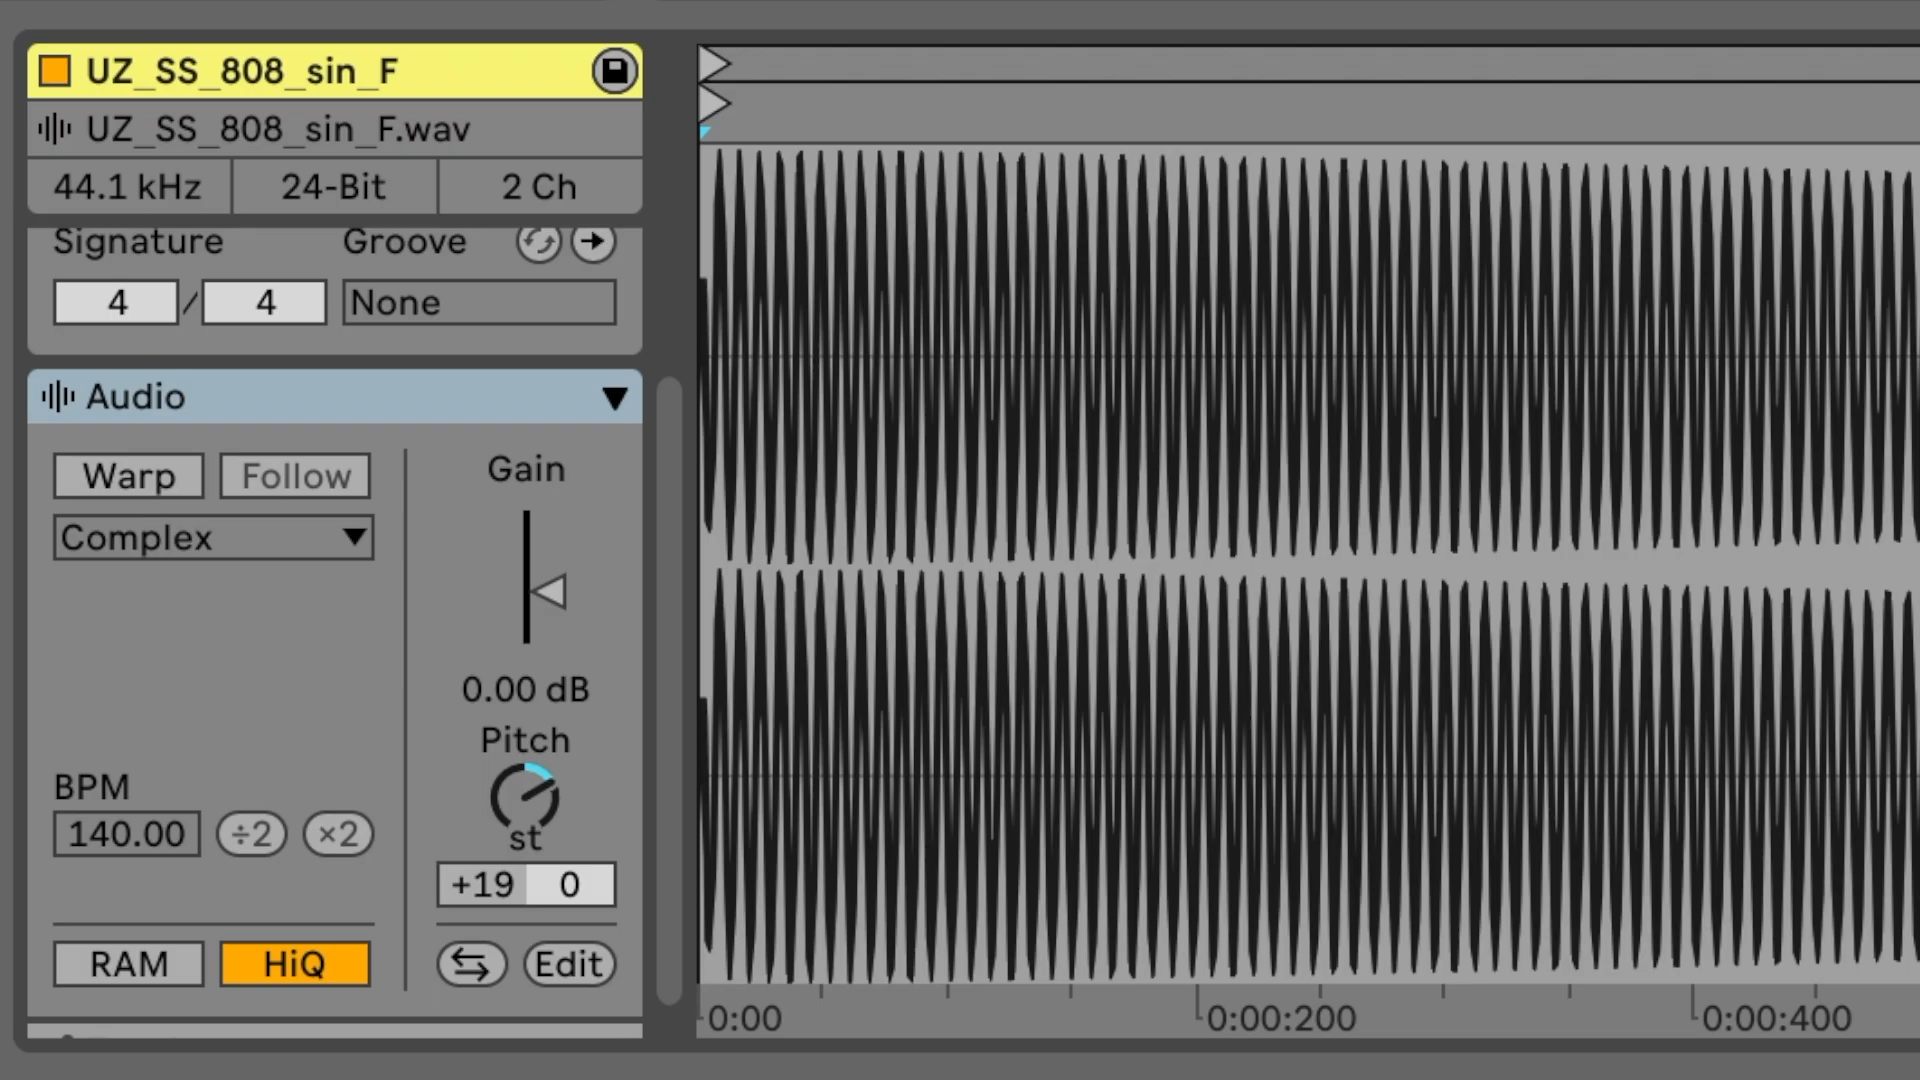 UZ_SS_808_sin_F
UZ_SS_808_sin_F.wav
44.1 kHz 24-Bit 2 Ch
Signature Groove
4 / 4 None
Audio
Warp Follow Gain
Complex
0.00 dB
Pitch
BPM
140.00 ÷2 ×2 st
+19 0
RAM HiQ Edit
0:00 0:00:200 0:00:400